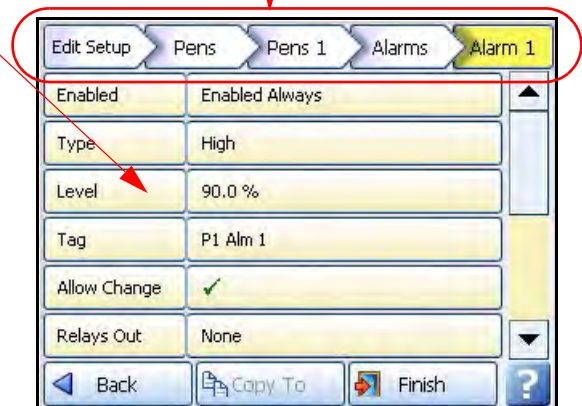 Edit Setup Pens Pens 1 Alarms Alarm 1
Enabled Enabled Always
Type High
Level 90.0 %
Tag P1 Alm 1
Allow Change ✓
Relays Out None
Back Copy To Finish ?